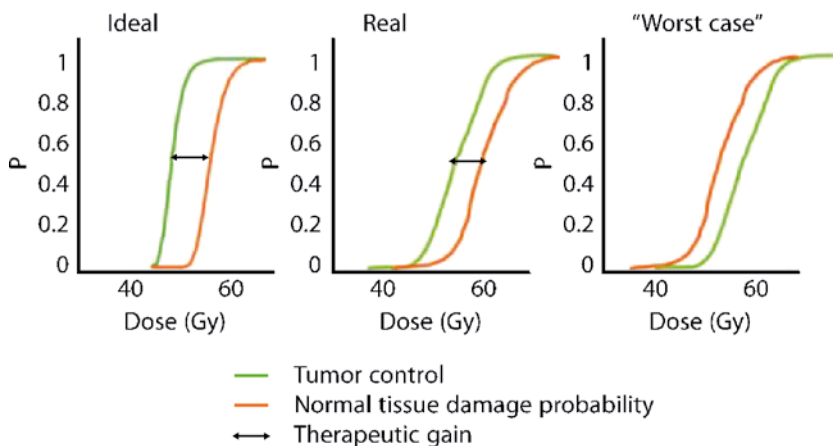 Ideal
Real
"Worst case"
P
1
0.8
0.6
0.4
0.2
0
40
60
Dose (Gy)
P
1
0.8
0.6
0.4
0.2
0
40
60
Dose (Gy)
P
1
0.8
0.6
0.4
0.2
0
40
60
Dose (Gy)
Tumor control
Normal tissue damage probability
Therapeutic gain